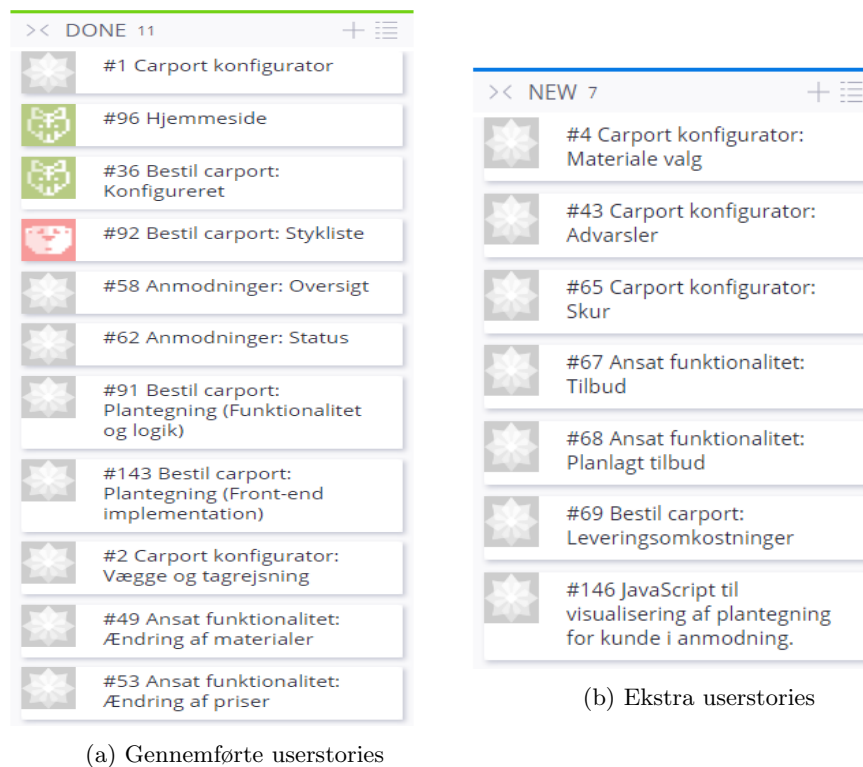 >< DONE 11
#1 Carport konfigurator
#96 Hjemmeside
#36 Bestil carport:
Konfigureret
#92 Bestil carport: Stykliste
#58 Anmodninger: Oversigt
#62 Anmodninger: Status
#91 Bestil carport:
Plantegning (Funktionalitet
og logik)
#143 Bestil carport:
Plantegning (Front-end
implementation)
#2 Carport konfigurator:
Vægge og tagrejsning
#49 Ansat funktionalitet:
Ændring af materialer
#53 Ansat funktionalitet:
Ændring af priser
(a) Gennemførte userstories
>< NEW 7
#4 Carport konfigurator:
Materiale valg
#43 Carport konfigurator:
Advarsler
#65 Carport konfigurator:
Skur
#67 Ansat funktionalitet:
Tilbud
#68 Ansat funktionalitet:
Planlagt tilbud
#69 Bestil carport:
Leveringsomkostninger
#146 JavaScript til
visualisering af plantegning
for kunde i anmodning.
(b) Ekstra userstories